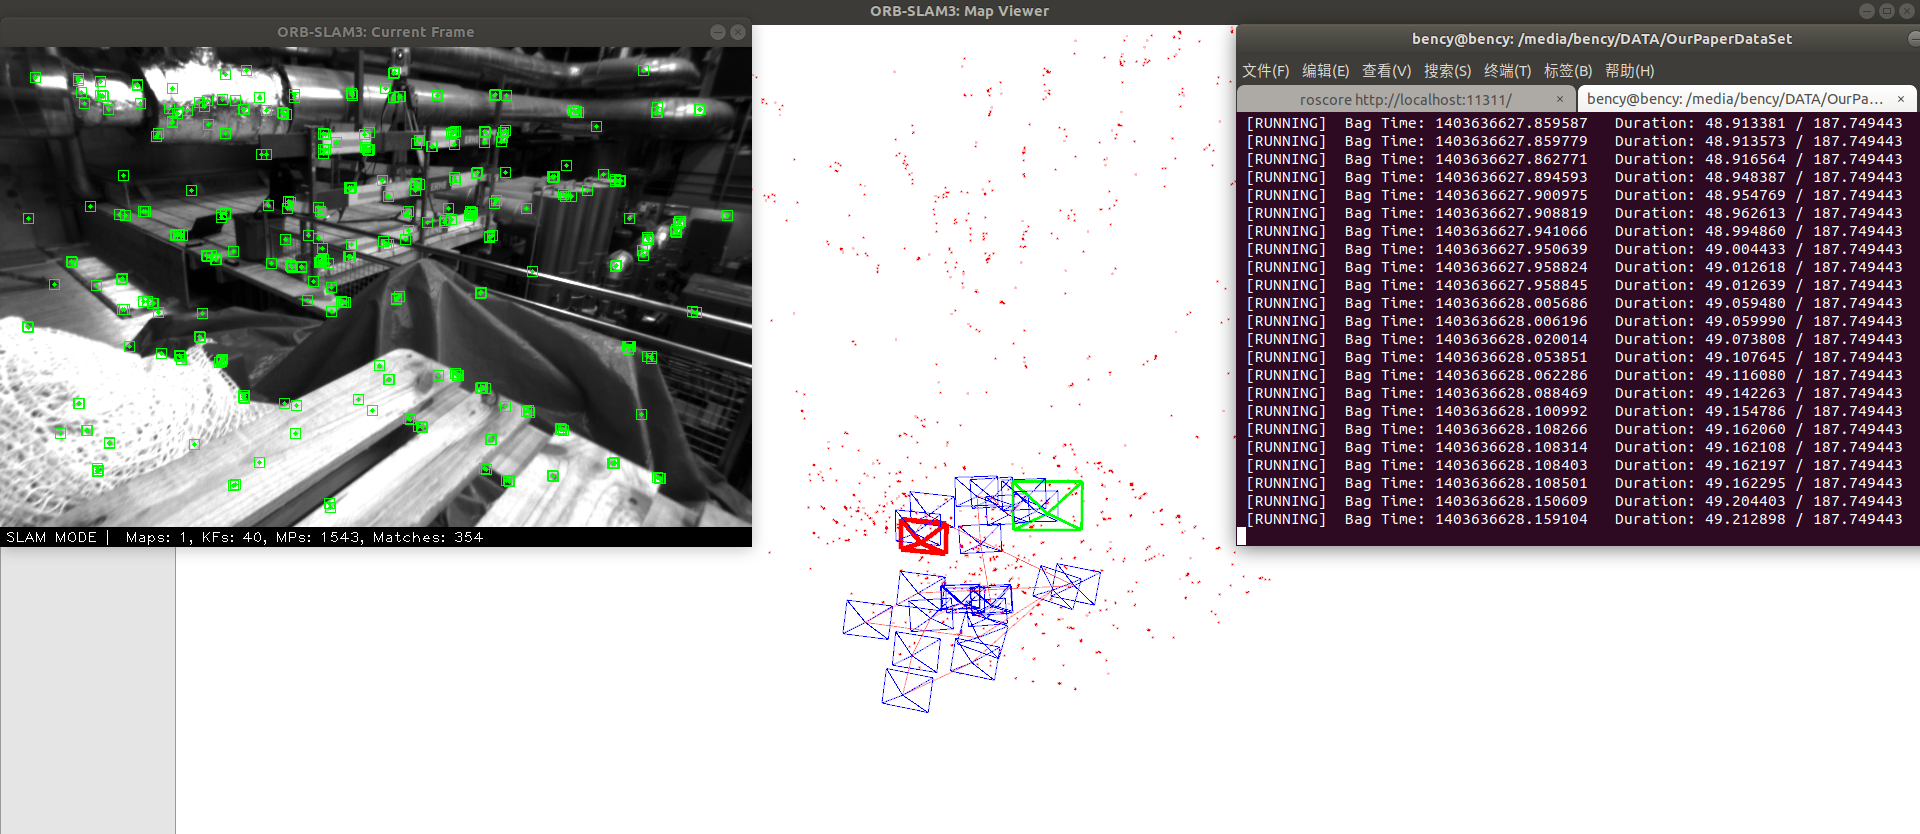 ORB-SLAM3: Map Viewer
ORB-SLAM3: Current Frame
SLAM MODE |  Maps: 1, KFs: 40, MPs: 1543, Matches: 354
bency@bency: /media/bency/DATA/OurPaperDataSet
文件(F) 编辑(E) 查看(V) 搜索(S) 终端(T) 标签(B) 帮助(H)
roscore http://localhost:11311/ × bency@bency: /media/bency/DATA/OurPa... ×
[RUNNING]  Bag Time: 1403636627.859587   Duration: 48.913381 / 187.749443
[RUNNING]  Bag Time: 1403636627.859779   Duration: 48.913573 / 187.749443
[RUNNING]  Bag Time: 1403636627.862771   Duration: 48.916564 / 187.749443
[RUNNING]  Bag Time: 1403636627.894593   Duration: 48.948387 / 187.749443
[RUNNING]  Bag Time: 1403636627.900975   Duration: 48.954769 / 187.749443
[RUNNING]  Bag Time: 1403636627.908819   Duration: 48.962613 / 187.749443
[RUNNING]  Bag Time: 1403636627.941066   Duration: 48.994860 / 187.749443
[RUNNING]  Bag Time: 1403636627.950639   Duration: 49.004433 / 187.749443
[RUNNING]  Bag Time: 1403636627.958824   Duration: 49.012618 / 187.749443
[RUNNING]  Bag Time: 1403636627.958845   Duration: 49.012639 / 187.749443
[RUNNING]  Bag Time: 1403636628.005686   Duration: 49.059480 / 187.749443
[RUNNING]  Bag Time: 1403636628.006196   Duration: 49.059990 / 187.749443
[RUNNING]  Bag Time: 1403636628.020014   Duration: 49.073808 / 187.749443
[RUNNING]  Bag Time: 1403636628.053851   Duration: 49.107645 / 187.749443
[RUNNING]  Bag Time: 1403636628.062286   Duration: 49.116080 / 187.749443
[RUNNING]  Bag Time: 1403636628.088469   Duration: 49.142263 / 187.749443
[RUNNING]  Bag Time: 1403636628.100992   Duration: 49.154786 / 187.749443
[RUNNING]  Bag Time: 1403636628.108266   Duration: 49.162060 / 187.749443
[RUNNING]  Bag Time: 1403636628.108314   Duration: 49.162108 / 187.749443
[RUNNING]  Bag Time: 1403636628.108403   Duration: 49.162197 / 187.749443
[RUNNING]  Bag Time: 1403636628.108501   Duration: 49.162295 / 187.749443
[RUNNING]  Bag Time: 1403636628.150609   Duration: 49.204403 / 187.749443
[RUNNING]  Bag Time: 1403636628.159104   Duration: 49.212898 / 187.749443